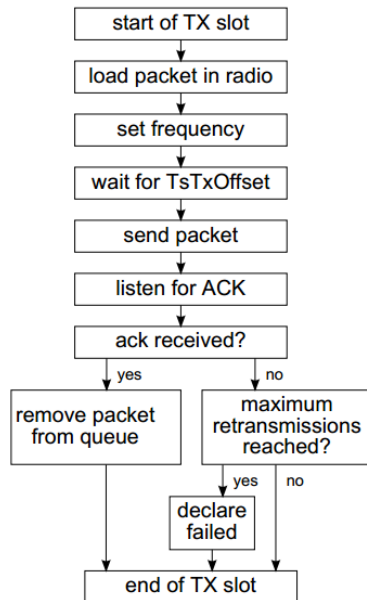 start of TX slot
load packet in radio
set frequency
wait for TsTxOffset
send packet
listen for ACK
ack received?
yes
no
remove packet
from queue
maximum
retransmissions
reached?
yes
no
declare
failed
end of TX slot